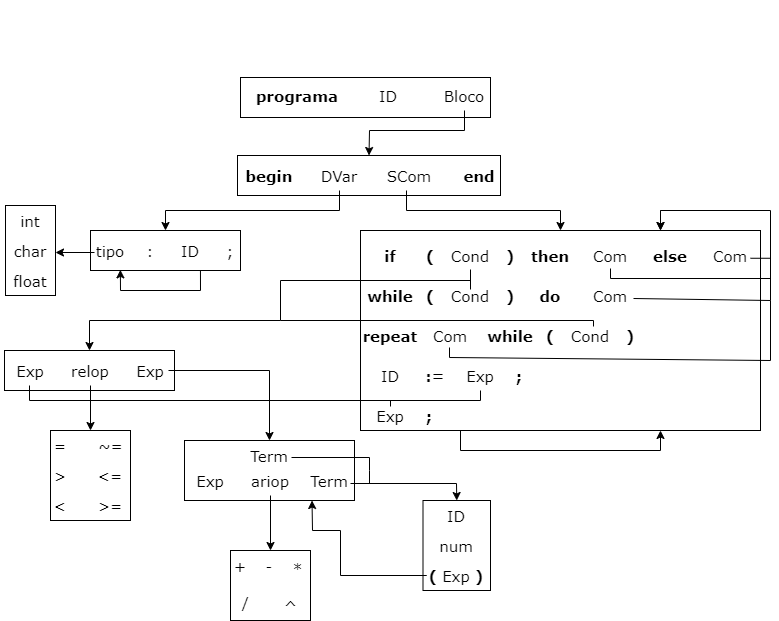 programa ID Bloco
begin DVar SCom end
int
char
float
tipo : ID ;
if ( Cond ) then Com else Com
while ( Cond ) do Com
repeat Com while ( Cond )
ID := Exp ;
Exp ;
Exp relop Exp
= ~=
> <=
< >=
Term
Exp ariop Term
+ - *
/ ^
ID
num
( Exp )